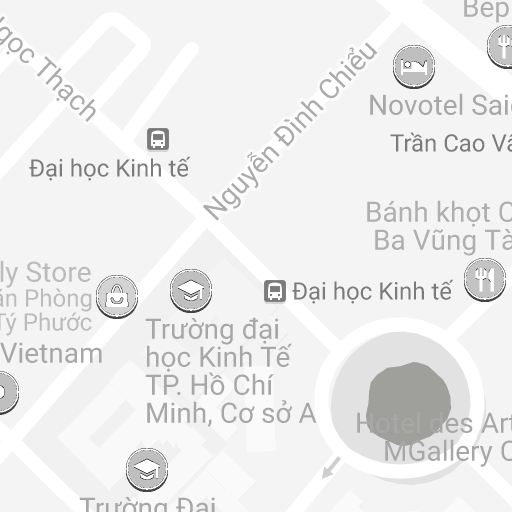 Bep
gọc Thạch
Nguyễn Đình Chiểu
Novotel Saig
Trần Cao Vâ
Đại học Kinh tế
Bánh khọt C
Ba Vũng Tà
ly Store
ăn Phòng
Tý Phước
Vietnam
Đại học Kinh tế
Trường đại
học Kinh Tế
TP. Hồ Chí
Minh, Cơ sở A
Hotel des Art
MGallery C
Trường Đại